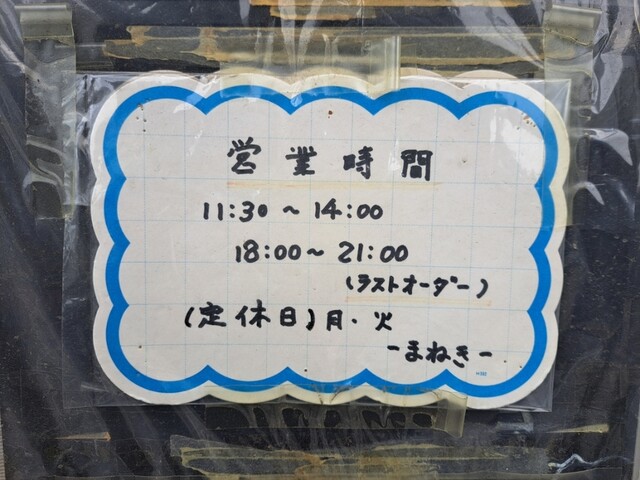 営業時間
11:30〜14:00
18:00〜21:00
(ラストオーダー)
(定休日)月・火
-まねき-